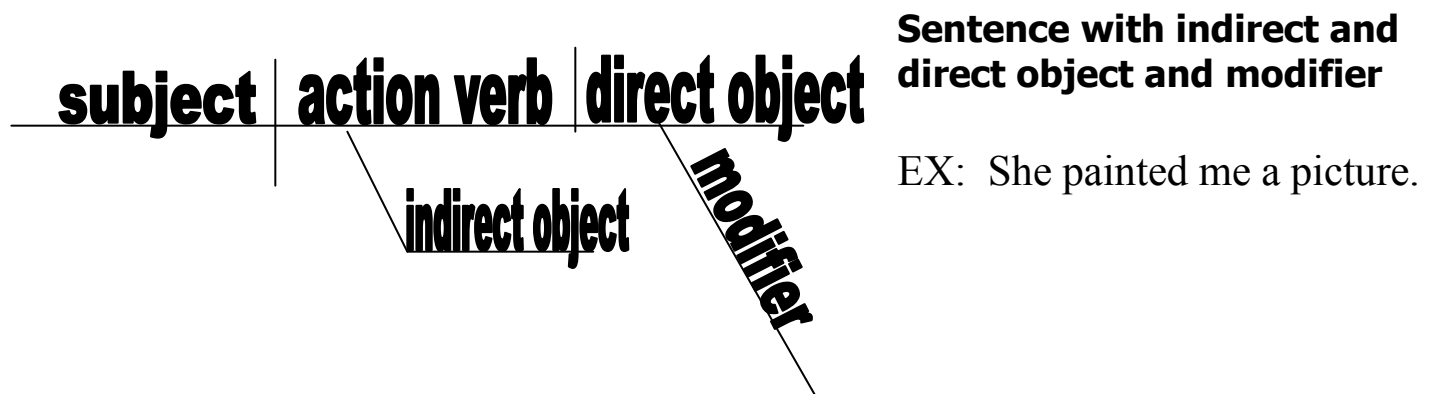 subject action verb direct object
indirect object
modifier
Sentence with indirect and
direct object and modifier
EX: She painted me a picture.